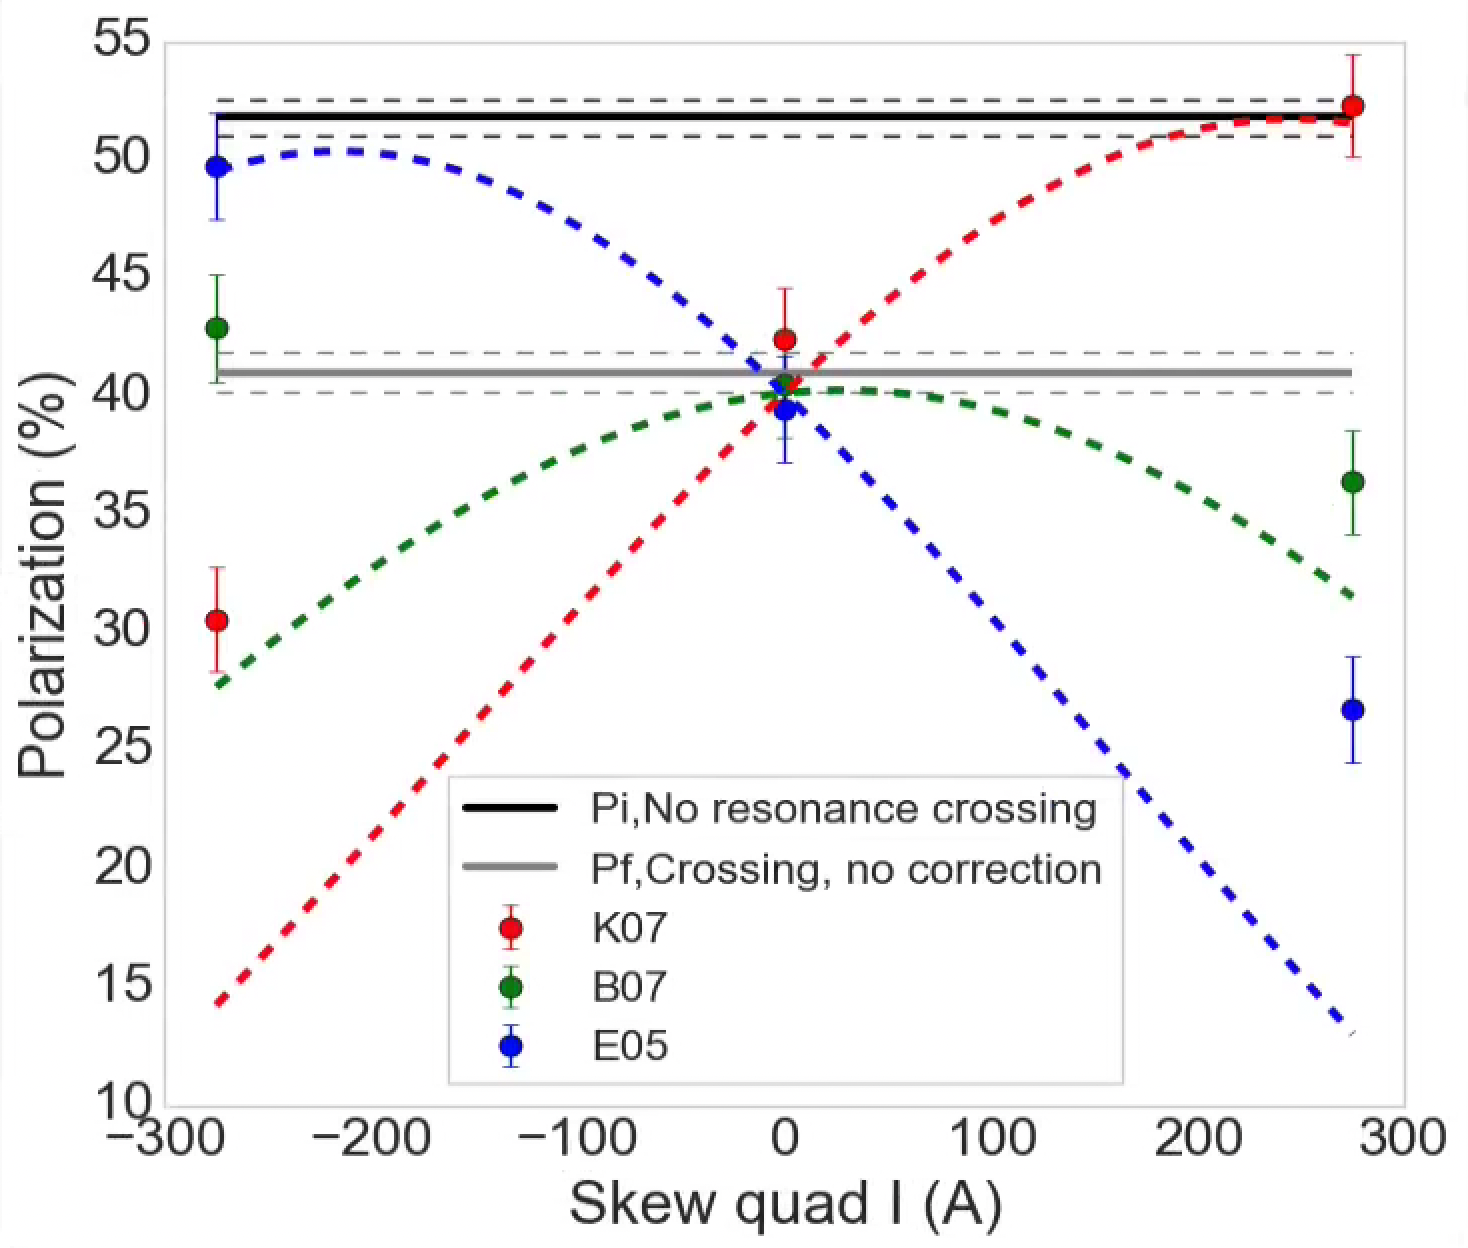 55
50
45
40
35
30
25
20
15
10
Polarization (%)
Pi,No resonance crossing
Pf,Crossing, no correction
K07
B07
E05
−300 −200 −100 0 100 200 300
Skew quad I (A)